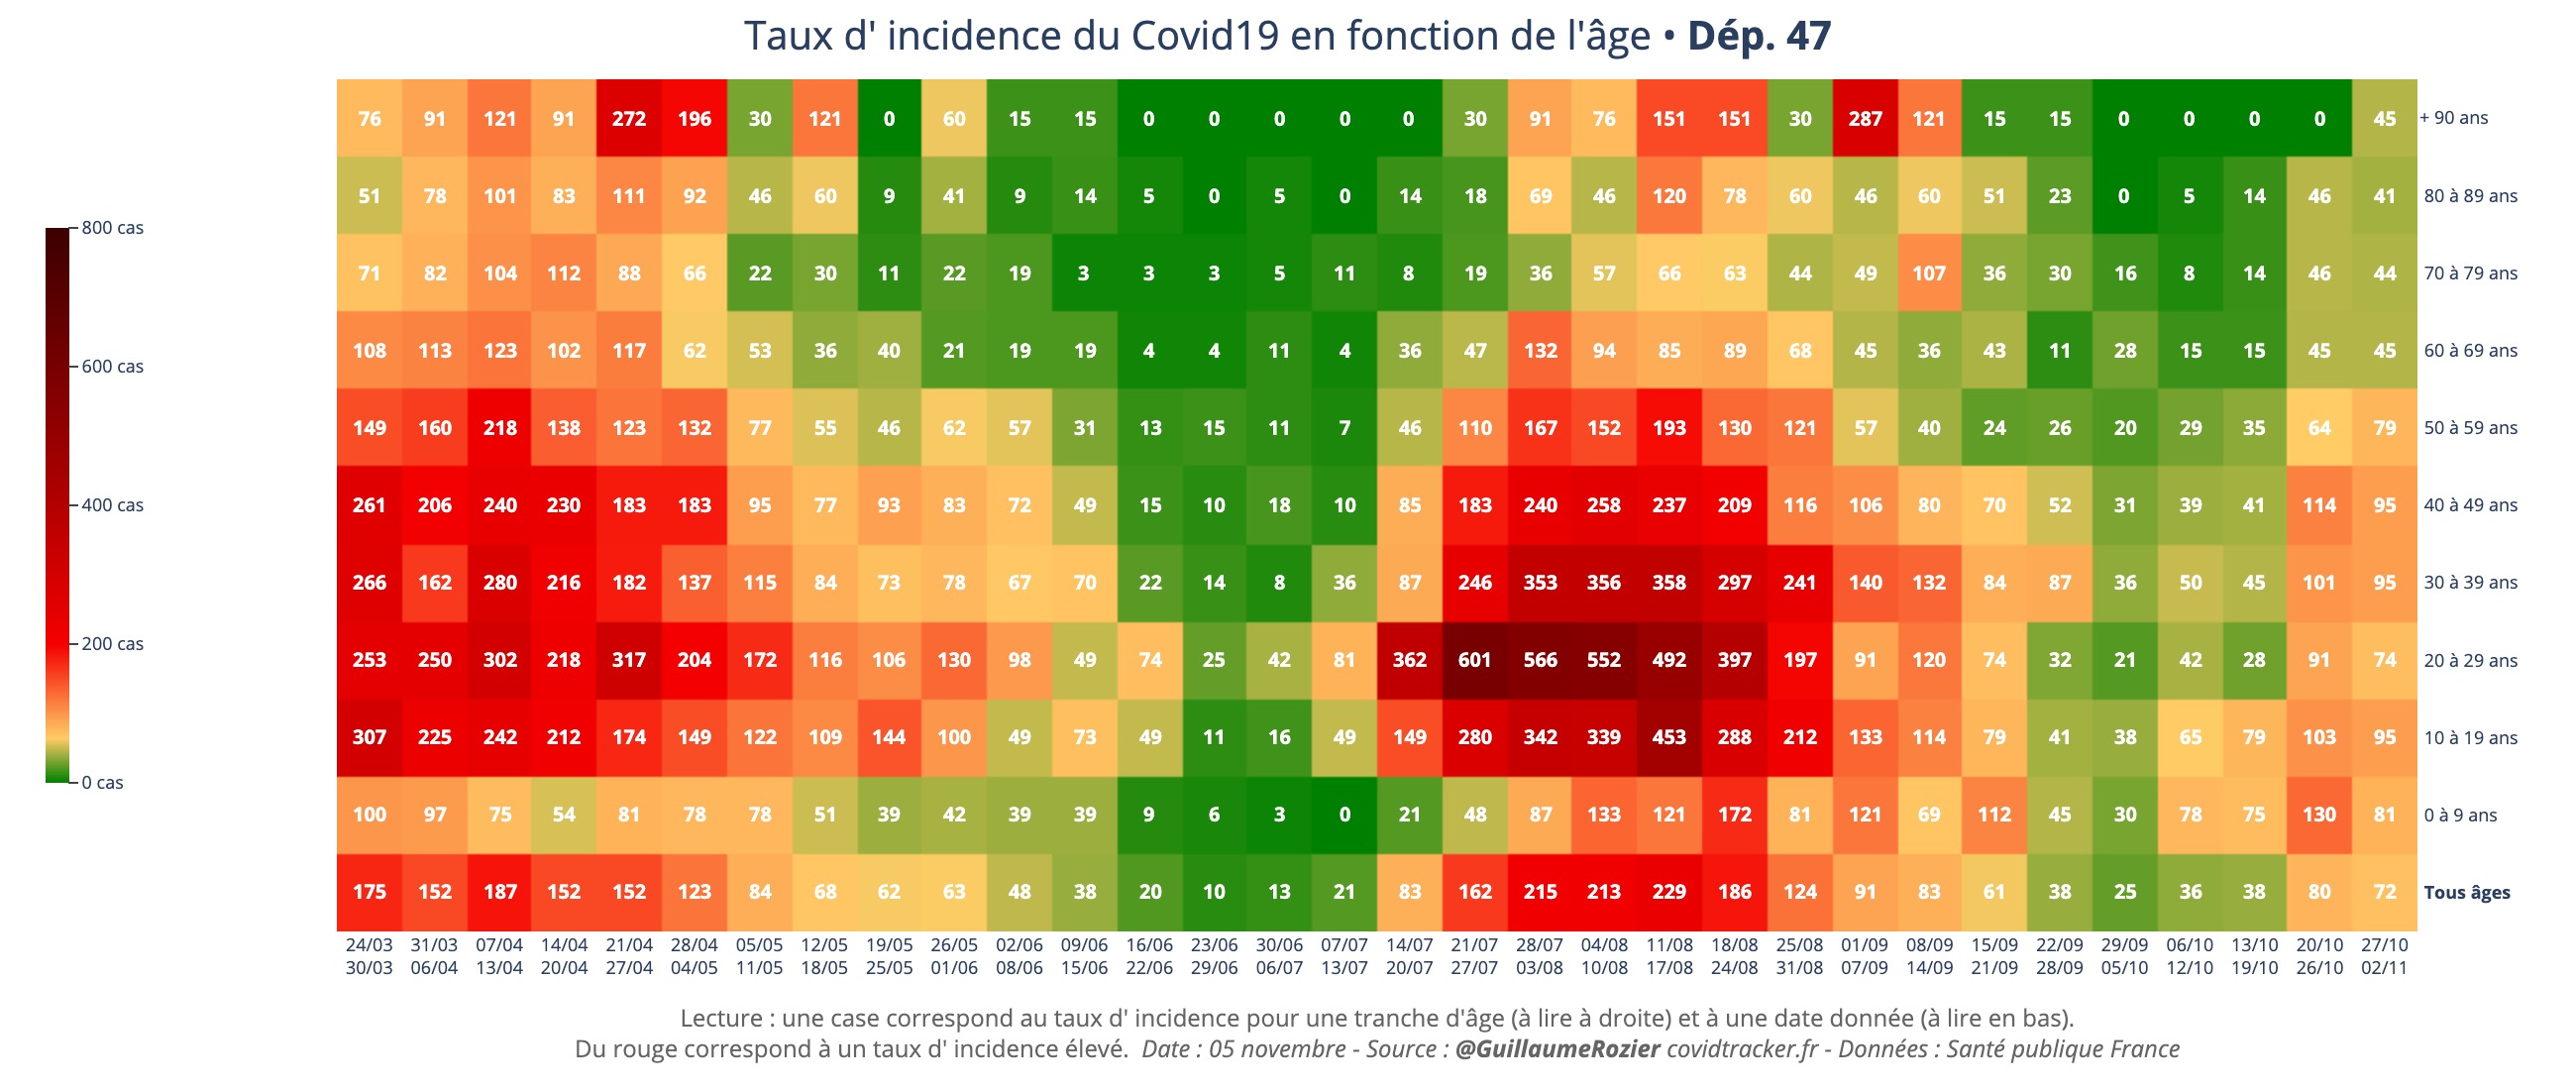 Taux d' incidence du Covid19 en fonction de l'âge • Dép. 47
800 cas
600 cas
400 cas
200 cas
0 cas
76 91 121 91 272 196 30 121 0 60 15 15 0 0 0 0 0 30 91 76 151 151 30 287 121 15 15 0 0 0 0 45 + 90 ans
51 78 101 83 111 92 46 60 9 41 9 14 5 0 5 0 14 18 69 46 120 78 60 46 60 51 23 0 5 14 46 41 80 à 89 ans
71 82 104 112 88 66 22 30 11 22 19 3 3 3 5 11 8 19 36 57 66 63 44 49 107 36 30 16 8 14 46 44 70 à 79 ans
108 113 123 102 117 62 53 36 40 21 19 19 4 4 11 4 36 47 132 94 85 89 68 45 36 43 11 28 15 15 45 45 60 à 69 ans
149 160 218 138 123 132 77 55 46 62 57 31 13 15 11 7 46 110 167 152 193 130 121 57 40 24 26 20 29 35 64 79 50 à 59 ans
261 206 240 230 183 183 95 77 93 83 72 49 15 10 18 10 85 183 240 258 237 209 116 106 80 70 52 31 39 41 114 95 40 à 49 ans
266 162 280 216 182 137 115 84 73 78 67 70 22 14 8 36 87 246 353 356 358 297 241 140 132 84 87 36 50 45 101 95 30 à 39 ans
253 250 302 218 317 204 172 116 106 130 98 49 74 25 42 81 362 601 566 552 492 397 197 91 120 74 32 21 42 28 91 74 20 à 29 ans
307 225 242 212 174 149 122 109 144 100 49 73 49 11 16 49 149 280 342 339 453 288 212 133 114 79 41 38 65 79 103 95 10 à 19 ans
100 97 75 54 81 78 78 51 39 42 39 39 9 6 3 0 21 48 87 133 121 172 81 121 69 112 45 30 78 75 130 81 0 à 9 ans
175 152 187 152 152 123 84 68 62 63 48 38 20 10 13 21 83 162 215 213 229 186 124 91 83 61 38 25 36 38 80 72 Tous âges
24/03 31/03 07/04 14/04 21/04 28/04 05/05 12/05 19/05 26/05 02/06 09/06 16/06 23/06 30/06 07/07 14/07 21/07 28/07 04/08 11/08 18/08 25/08 01/09 08/09 15/09 22/09 29/09 06/10 13/10 20/10 27/10
30/03 06/04 13/04 20/04 27/04 04/05 11/05 18/05 25/05 01/06 08/06 15/06 22/06 29/06 06/07 13/07 20/07 27/07 03/08 10/08 17/08 24/08 31/08 07/09 14/09 21/09 28/09 05/10 12/10 19/10 26/10 02/11
Lecture : une case correspond au taux d' incidence pour une tranche d'âge (à lire à droite) et à une date donnée (à lire en bas).
Du rouge correspond à un taux d' incidence élevé. Date : 05 novembre - Source : @GuillaumeRozier covidtracker.fr - Données : Santé publique France